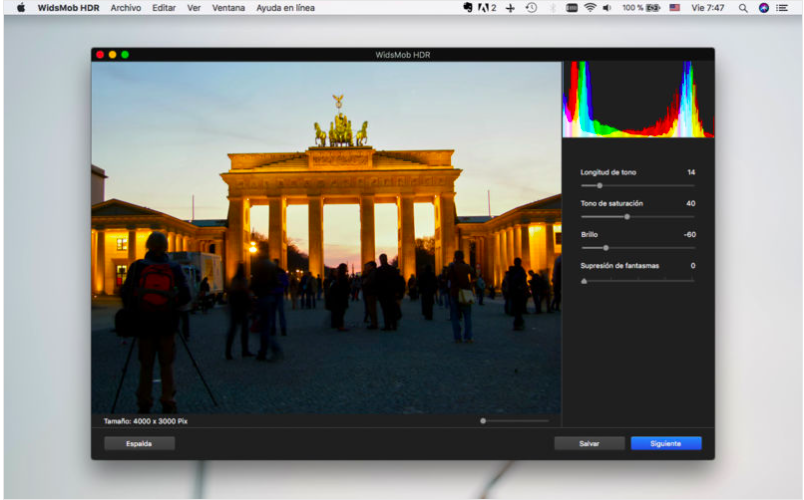 WidsMob HDR Archivo Editar Ver Ventana Ayuda en línea 2 100 % Vie 7:47
WidsMob HDR
Longitud de tono 14
Tono de saturación 40
Brillo -60
Supresión de fantasmas 0
Tamaño: 4000 x 3000 Pix
Espalda Salvar Siguiente